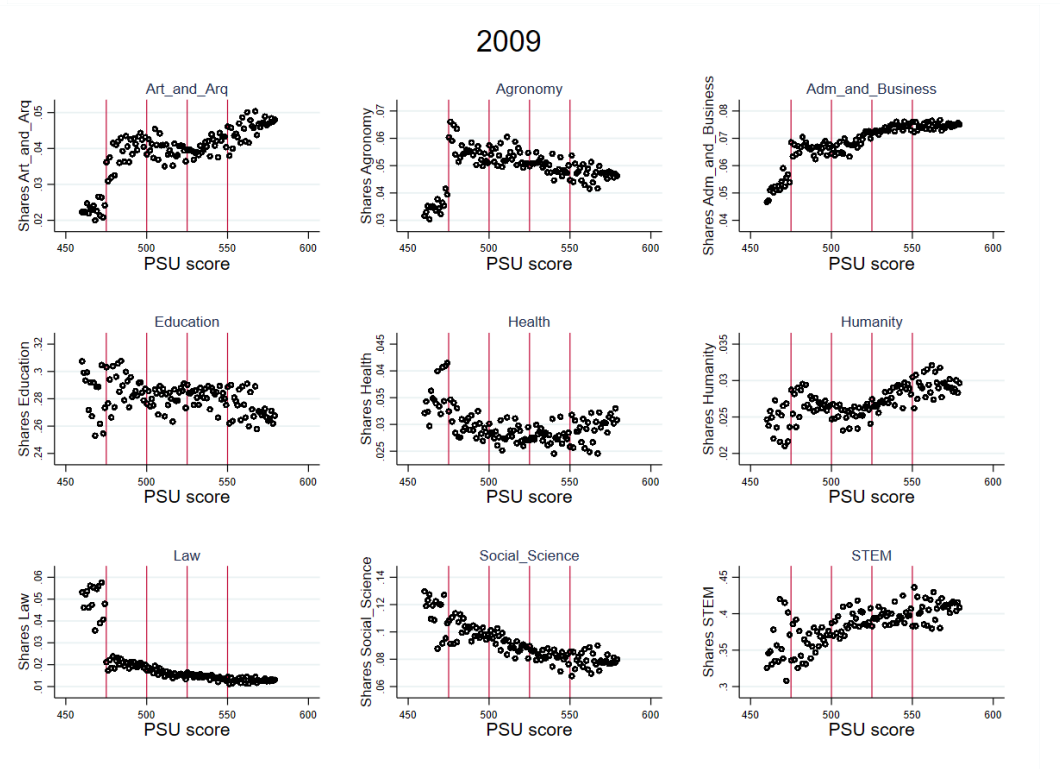 2009
Art_and_Arq
Shares Art_and_Arq
.05
.04
.03
.02
450 500 550 600
PSU score
Agronomy
Shares Agronomy
.07
.06
.05
.04
.03
450 500 550 600
PSU score
Adm_and_Business
Shares Adm_and_Business
.08
.07
.06
.05
.04
450 500 550 600
PSU score
Education
Shares Education
.32
.3
.28
.26
.24
450 500 550 600
PSU score
Health
Shares Health
.045
.04
.035
.03
.025
450 500 550 600
PSU score
Humanity
Shares Humanity
.035
.03
.025
.02
450 500 550 600
PSU score
Law
Shares Law
.06
.05
.04
.03
.02
.01
450 500 550 600
PSU score
Social_Science
Shares Social_Science
.14
.12
.1
.08
.06
450 500 550 600
PSU score
STEM
Shares STEM
.45
.4
.35
.3
450 500 550 600
PSU score